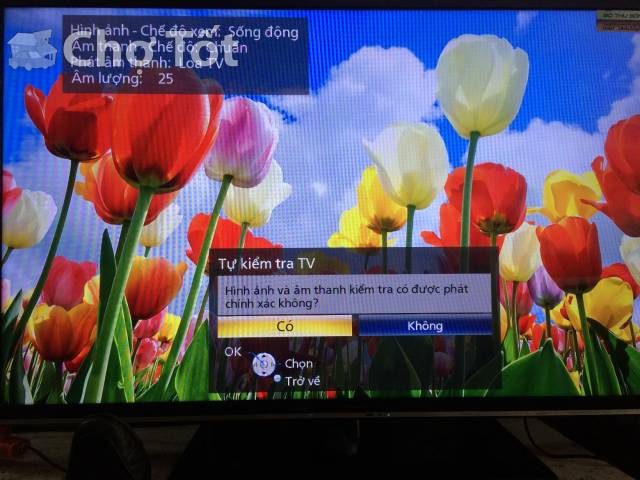 Hình ảnh - Chế độ xem: Sống động
Âm thanh - Chế độ: Chuẩn
Phát âm thanh: Loa TV
Âm lượng: 25
Chợ Tốt
Tự kiểm tra TV
Hình ảnh và âm thanh kiểm tra có được phát
chính xác không?
Có
Không
OK
Chọn
Trở về